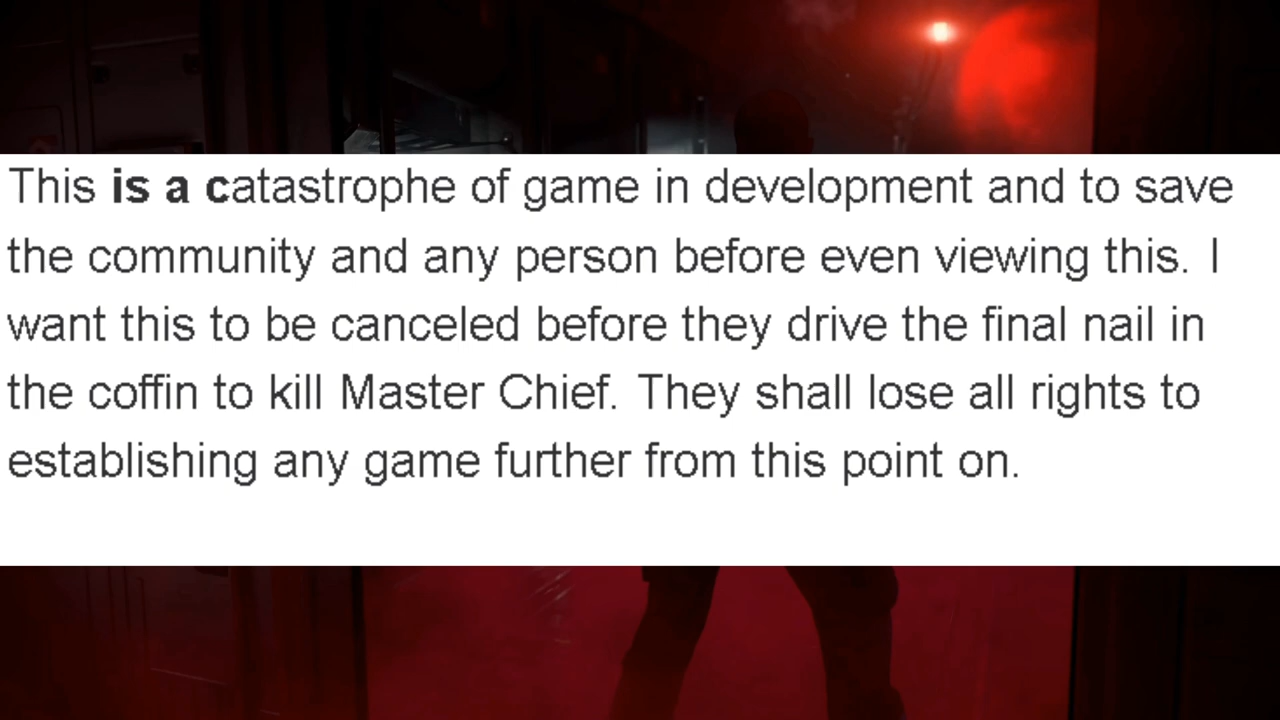 This is a catastrophe of game in development and to save
the community and any person before even viewing this. I
want this to be canceled before they drive the final nail in
the coffin to kill Master Chief. They shall lose all rights to
establishing any game further from this point on.